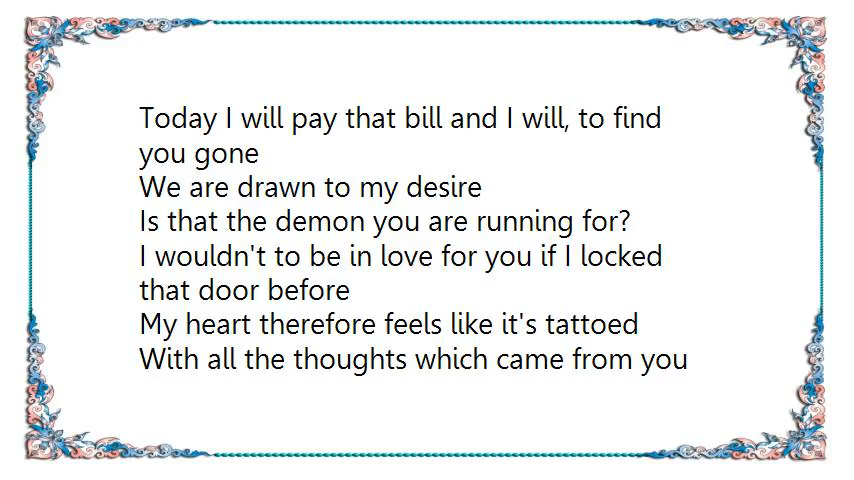 Today I will pay that bill and I will, to find
you gone
We are drawn to my desire
Is that the demon you are running for?
I wouldn't to be in love for you if I locked
that door before
My heart therefore feels like it's tattoed
With all the thoughts which came from you